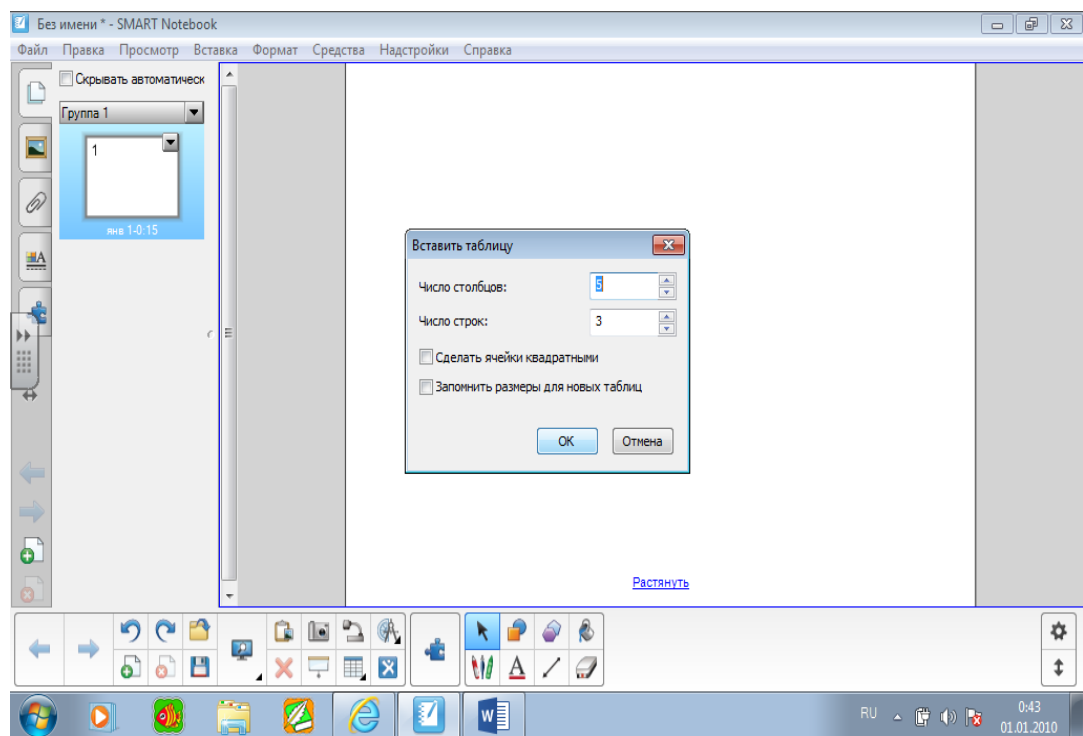 Без имени * - SMART Notebook
Файл Правка Просмотр Вставка Формат Средства Надстройки Справка
Скрывать автоматическ
Группа 1
1
янв 1-0:15
Вставить таблицу
Число столбцов: 5
Число строк: 3
Сделать ячейки квадратными
Запомнить размеры для новых таблиц
OK Отмена
Растянуть
RU 0:43
01.01.2010